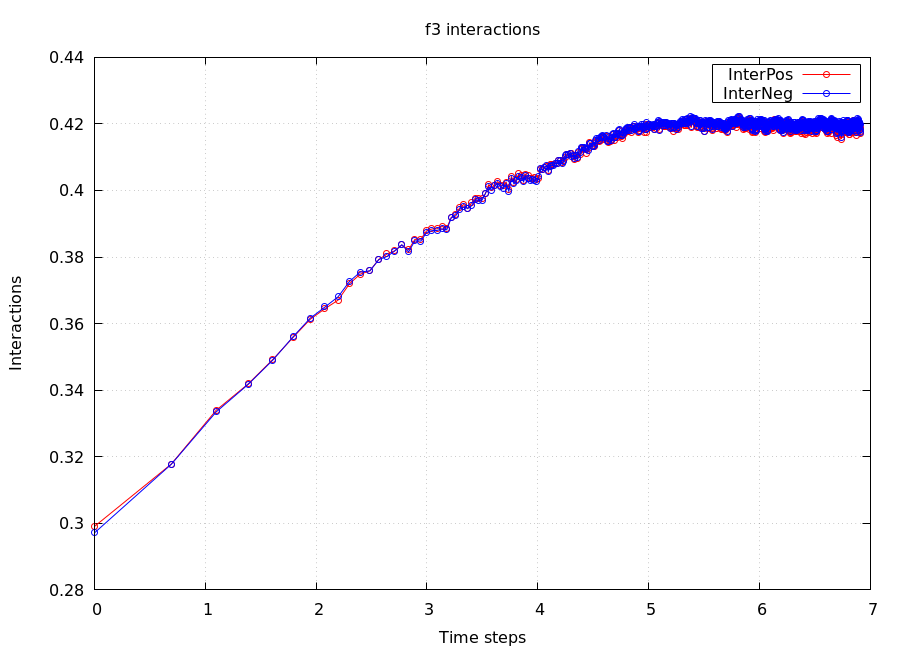 f3 interactions
InterPos
InterNeg
0.44
0.42
0.4
0.38
0.36
0.34
0.32
0.3
0.28
Interactions
0 1 2 3 4 5 6 7
Time steps